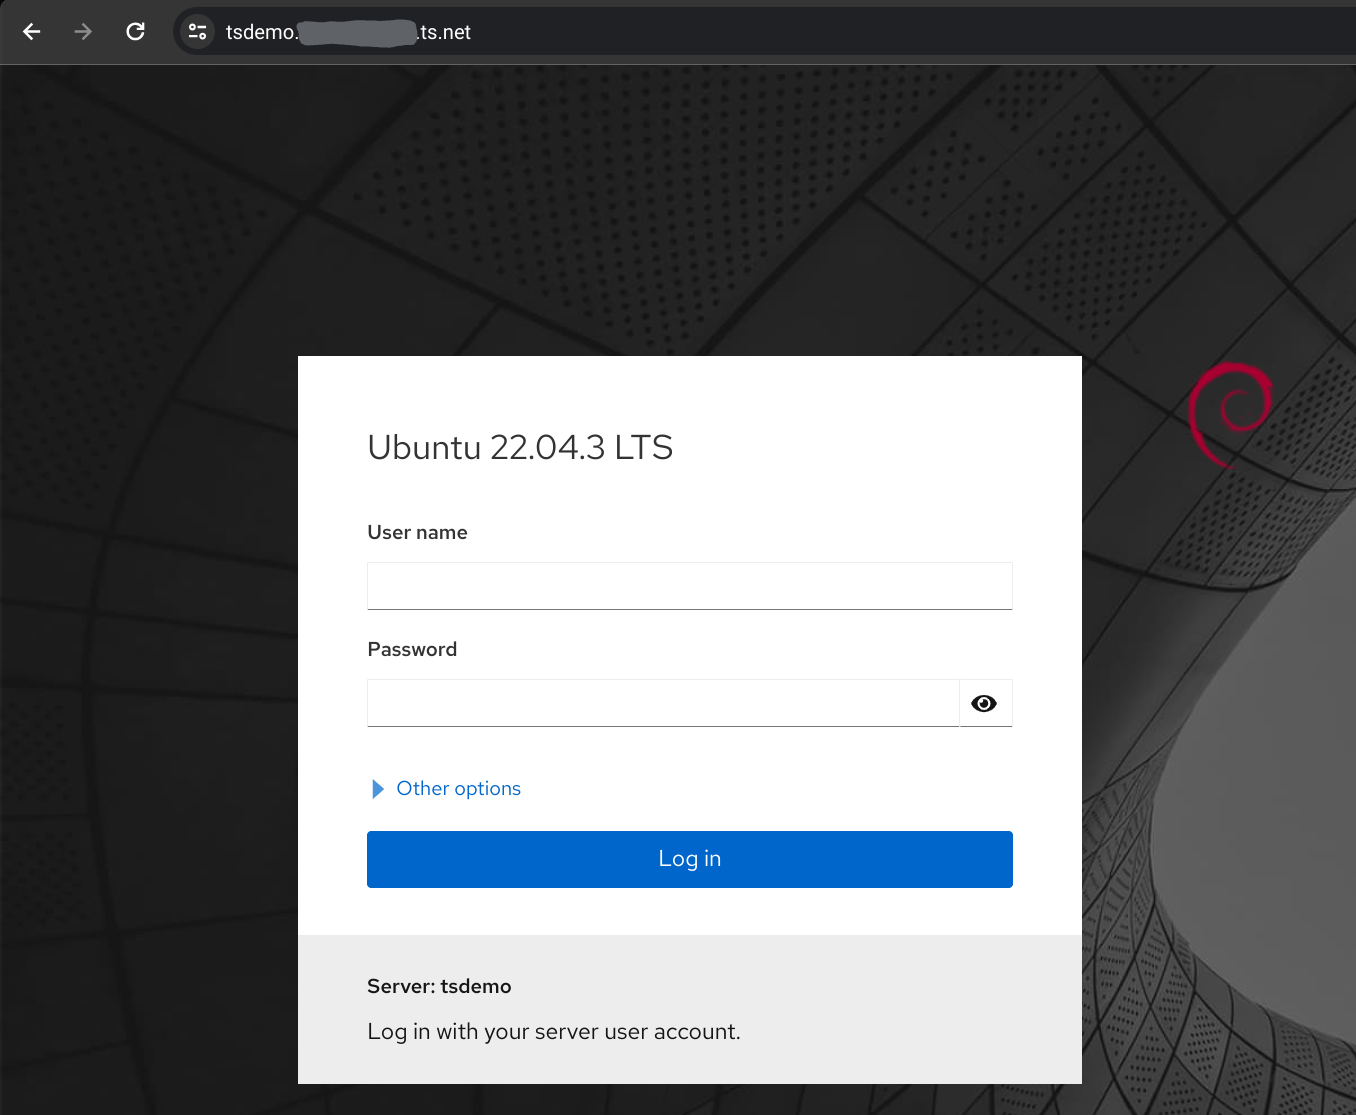 tsdemo. .ts.net
Ubuntu 22.04.3 LTS
User name
Password
Other options
Log in
Server: tsdemo
Log in with your server user account.